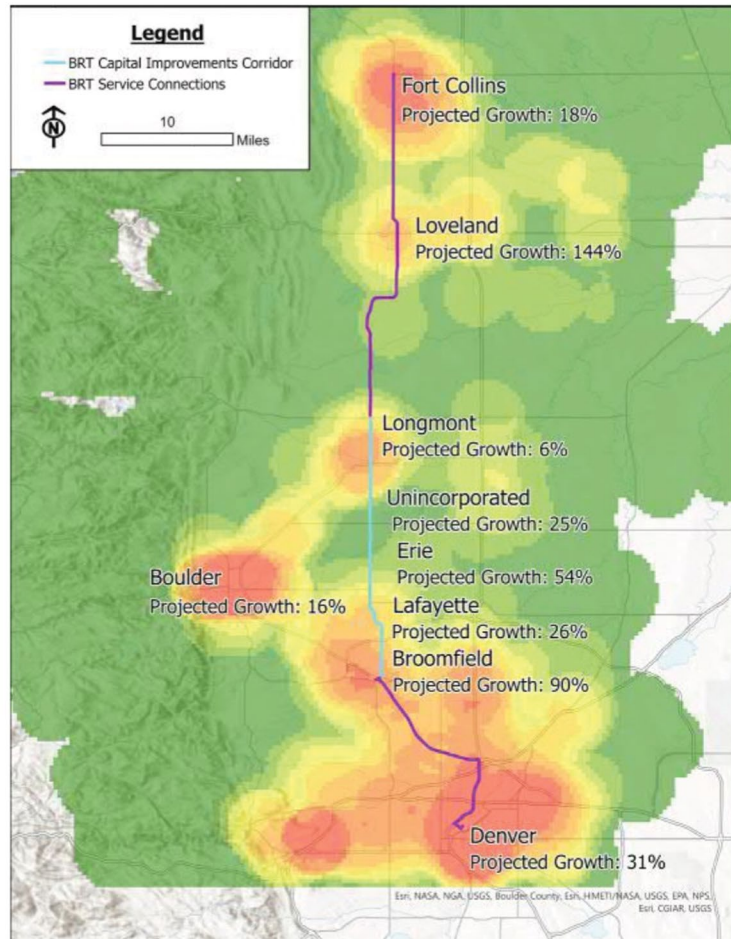 Legend
BRT Capital Improvements Corridor
BRT Service Connections
N
10
Miles
Fort Collins
Projected Growth: 18%
Loveland
Projected Growth: 144%
Longmont
Projected Growth: 6%
Unincorporated
Projected Growth: 25%
Erie
Projected Growth: 54%
Boulder
Projected Growth: 16%
Lafayette
Projected Growth: 26%
Broomfield
Projected Growth: 90%
Denver
Projected Growth: 31%
Esri, NASA, NGA, USGS, Boulder County, Esri, HMETI/NASA, USGS, EPA, NPS,
Esri, CGIAR, USGS